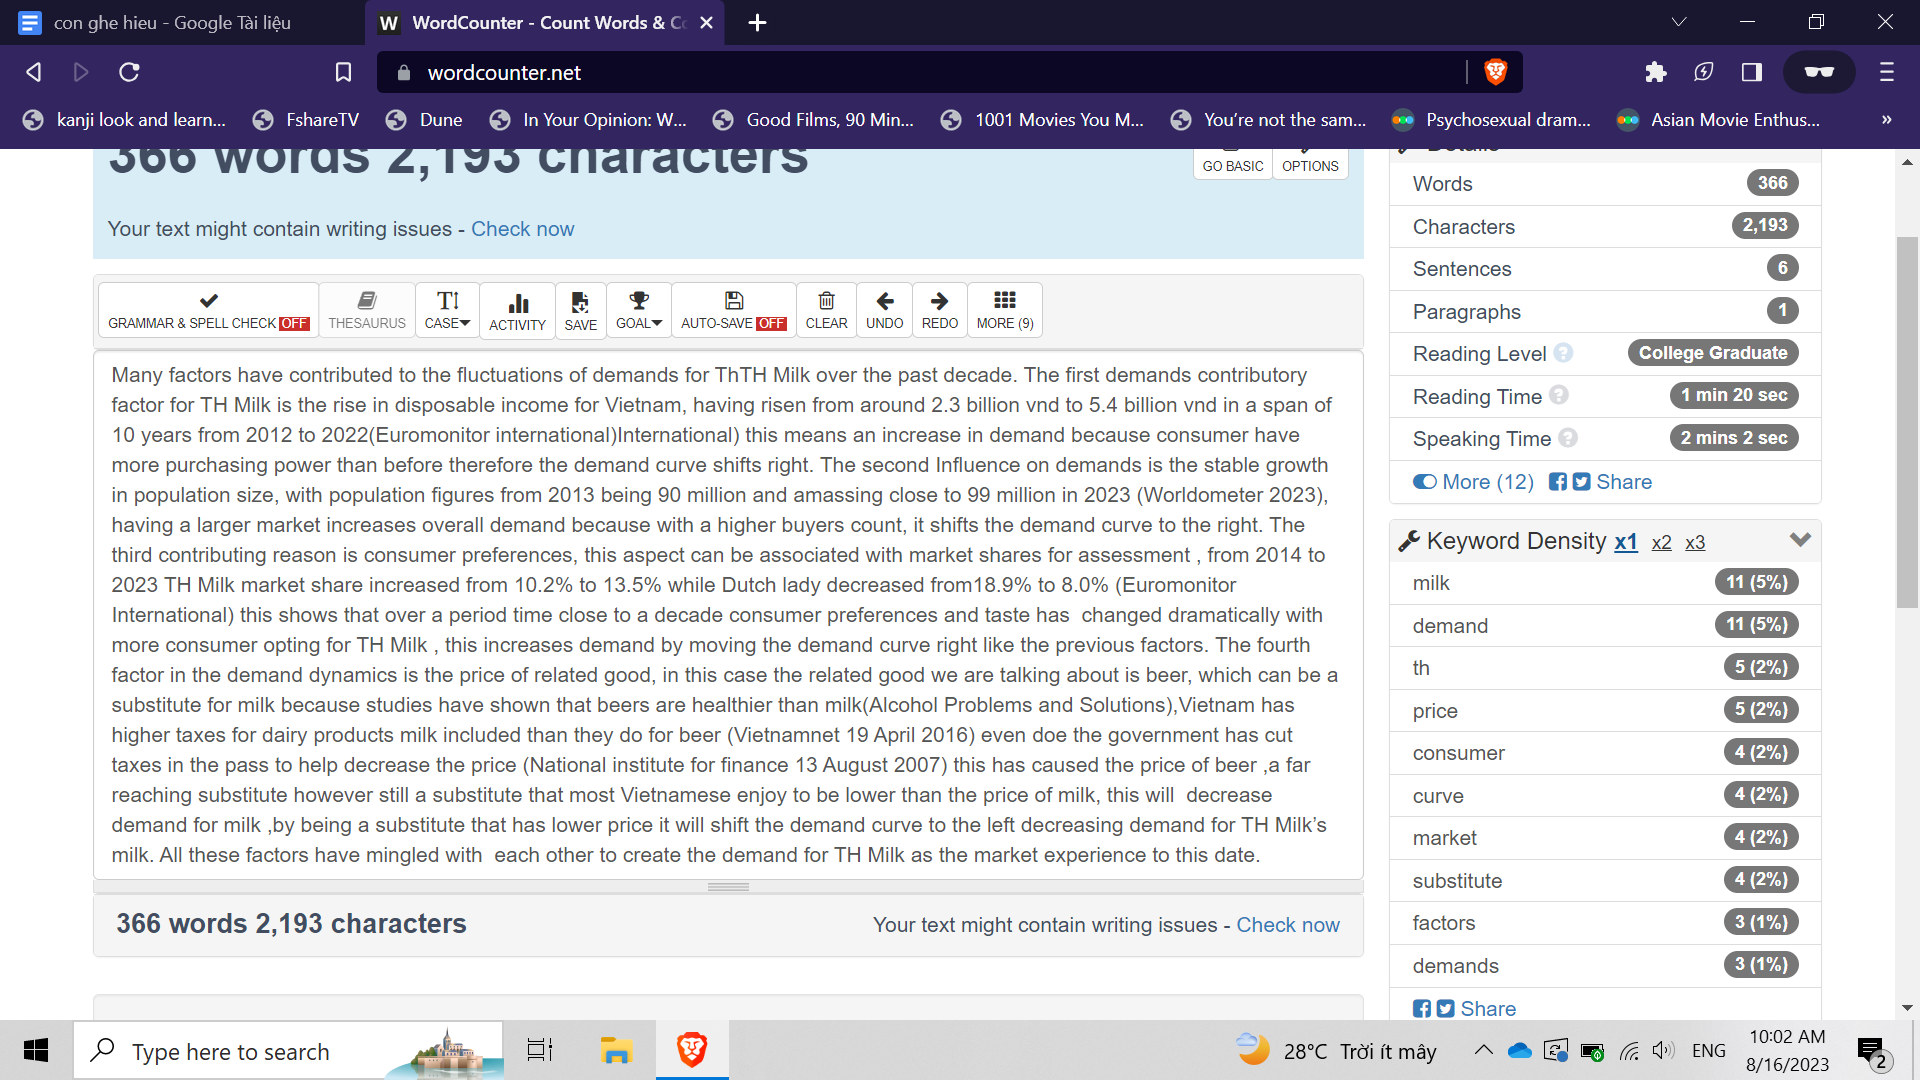 con ghe hieu - Google Tài liệu
WordCounter - Count Words & Co
wordcounter.net
kanji look and learn... FshareTV Dune In Your Opinion: W... Good Films, 90 Min... 1001 Movies You M... You're not the sam... Psychosexual dram... Asian Movie Enthus... »
366 words 2,193 characters
GO BASIC OPTIONS
Your text might contain writing issues - Check now
GRAMMAR & SPELL CHECK OFF THESAURUS CASE ACTIVITY SAVE GOAL AUTO-SAVE OFF CLEAR UNDO REDO MORE (9)
Many factors have contributed to the fluctuations of demands for ThTH Milk over the past decade. The first demands contributory
factor for TH Milk is the rise in disposable income for Vietnam, having risen from around 2.3 billion vnd to 5.4 billion vnd in a span of
10 years from 2012 to 2022(Euromonitor international)International) this means an increase in demand because consumer have
more purchasing power than before therefore the demand curve shifts right. The second Influence on demands is the stable growth
in population size, with population figures from 2013 being 90 million and amassing close to 99 million in 2023 (Worldometer 2023),
having a larger market increases overall demand because with a higher buyers count, it shifts the demand curve to the right. The
third contributing reason is consumer preferences, this aspect can be associated with market shares for assessment , from 2014 to
2023 TH Milk market share increased from 10.2% to 13.5% while Dutch lady decreased from18.9% to 8.0% (Euromonitor
International) this shows that over a period time close to a decade consumer preferences and taste has  changed dramatically with
more consumer opting for TH Milk , this increases demand by moving the demand curve right like the previous factors. The fourth
factor in the demand dynamics is the price of related good, in this case the related good we are talking about is beer, which can be a
substitute for milk because studies have shown that beers are healthier than milk(Alcohol Problems and Solutions),Vietnam has
higher taxes for dairy products milk included than they do for beer (Vietnamnet 19 April 2016) even doe the government has cut
taxes in the pass to help decrease the price (National institute for finance 13 August 2007) this has caused the price of beer ,a far
reaching substitute however still a substitute that most Vietnamese enjoy to be lower than the price of milk, this will  decrease
demand for milk ,by being a substitute that has lower price it will shift the demand curve to the left decreasing demand for TH Milk's
milk. All these factors have mingled with  each other to create the demand for TH Milk as the market experience to this date.
366 words 2,193 characters
Your text might contain writing issues - Check now
Details
Words 366
Characters 2,193
Sentences 6
Paragraphs 1
Reading Level ? College Graduate
Reading Time ? 1 min 20 sec
Speaking Time ? 2 mins 2 sec
More (12) Share
Keyword Density x1 x2 x3
milk 11 (5%)
demand 11 (5%)
th 5 (2%)
price 5 (2%)
consumer 4 (2%)
curve 4 (2%)
market 4 (2%)
substitute 4 (2%)
factors 3 (1%)
demands 3 (1%)
Share
Type here to search
28°C Trời ít mây
ENG
10:02 AM
8/16/2023
2